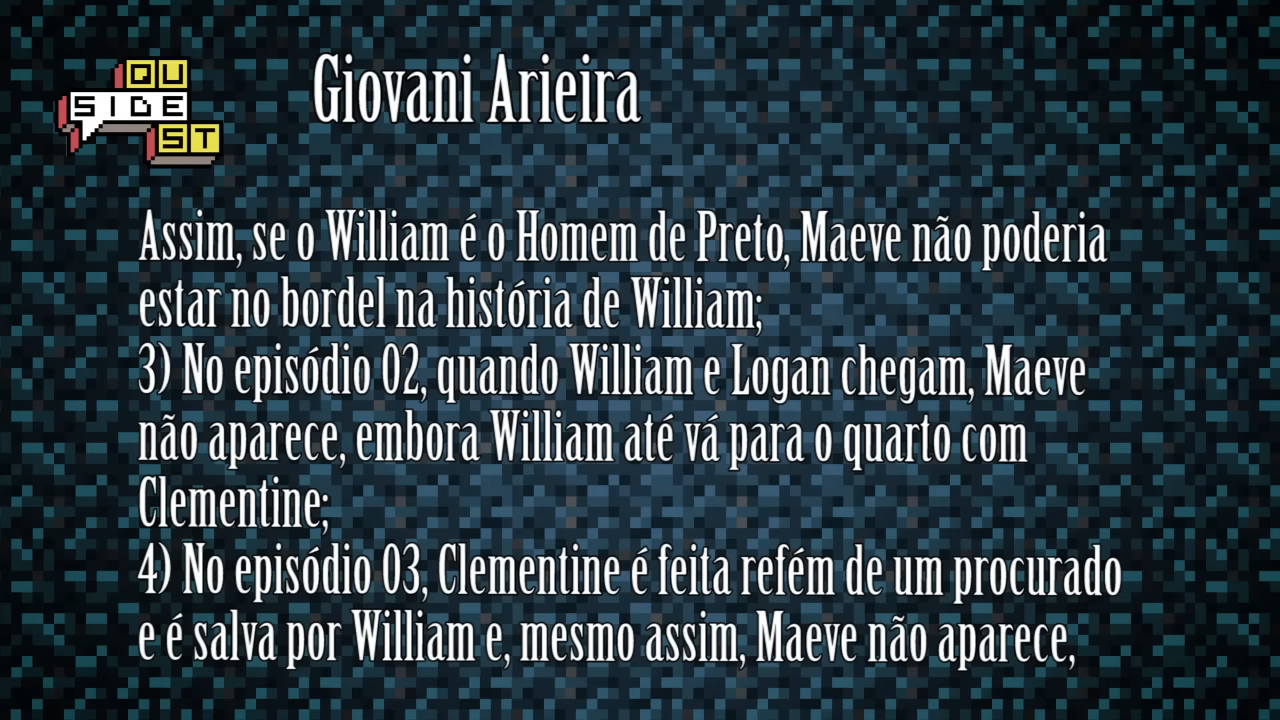 QU
SIDE
ST
Giovani Arieira
Assim, se o William é o Homem de Preto, Maeve não poderia
estar no bordel na história de William;
3) No episódio 02, quando William e Logan chegam, Maeve
não aparece, embora William até vá para o quarto com
Clementine;
4) No episódio 03, Clementine é feita refém de um procurado
e é salva por William e, mesmo assim, Maeve não aparece,